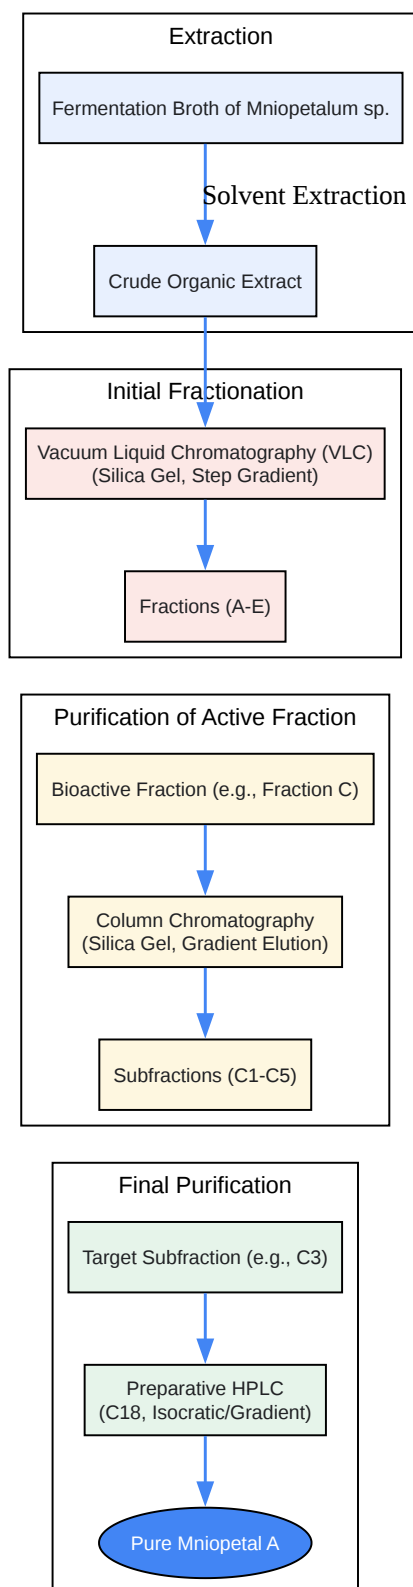 Extraction
Fermentation Broth of Mniopetalum sp.
Solvent Extraction
Crude Organic Extract
Initial Fractionation
Vacuum Liquid Chromatography (VLC)
(Silica Gel, Step Gradient)
Fractions (A-E)
Purification of Active Fraction
Bioactive Fraction (e.g., Fraction C)
Column Chromatography
(Silica Gel, Gradient Elution)
Subfractions (C1-C5)
Final Purification
Target Subfraction (e.g., C3)
Preparative HPLC
(C18, Isocratic/Gradient)
Pure Mniopetal A